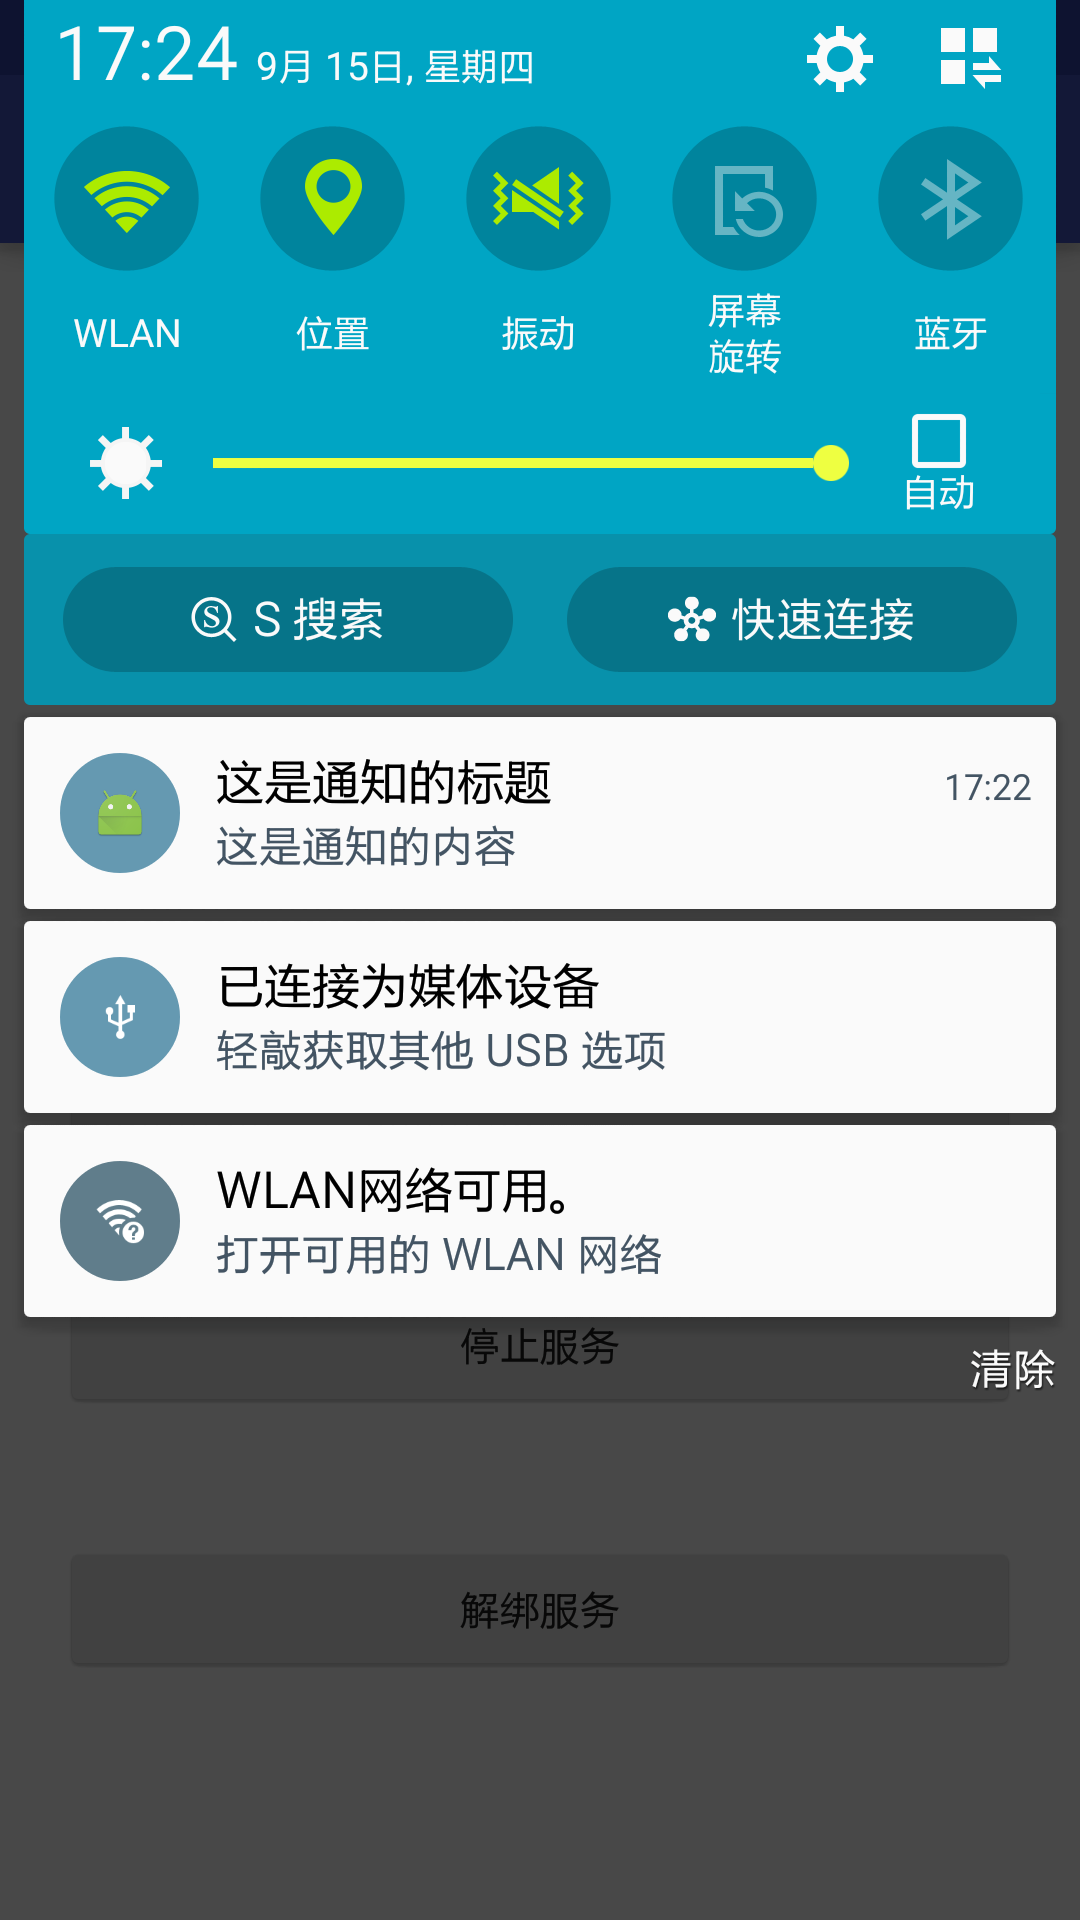 17:24 9月 15日, 星期四
WLAN 位置 振动 屏幕旋转 蓝牙
自动
S 搜索 快速连接
这是通知的标题 17:22
这是通知的内容
已连接为媒体设备
轻敲获取其他 USB 选项
WLAN网络可用。
打开可用的 WLAN 网络
停止服务
清除
解绑服务